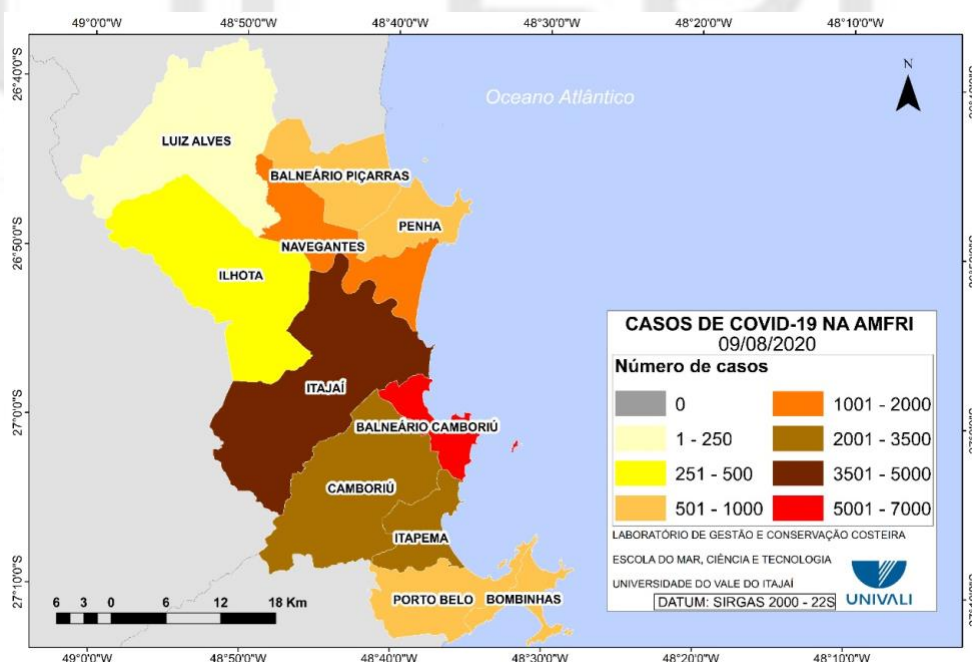 49°0'0"W 48°50'0"W 48°40'0"W 48°30'0"W 48°20'0"W 48°10'0"W
26°40'0"S
26°50'0"S
27°0'0"S
27°10'0"S
Oceano Atlântico
N
LUIZ ALVES
BALNEÁRIO PIÇARRAS
PENHA
NAVEGANTES
ILHOTA
ITAJAÍ
BALNEÁRIO CAMBORIÚ
CAMBORIÚ
ITAPEMA
PORTO BELO
BOMBINHAS
CASOS DE COVID-19 NA AMFRI
09/08/2020
Número de casos
0
1 - 250
251 - 500
501 - 1000
1001 - 2000
2001 - 3500
3501 - 5000
5001 - 7000
LABORATÓRIO DE GESTÃO E CONSERVAÇÃO COSTEIRA
ESCOLA DO MAR, CIÊNCIA E TECNOLOGIA
UNIVERSIDADE DO VALE DO ITAJAÍ
UNIVALI
DATUM: SIRGAS 2000 - 22S
6 3 0 6 12 18 Km
49°0'0"W 48°50'0"W 48°40'0"W 48°30'0"W 48°20'0"W 48°10'0"W